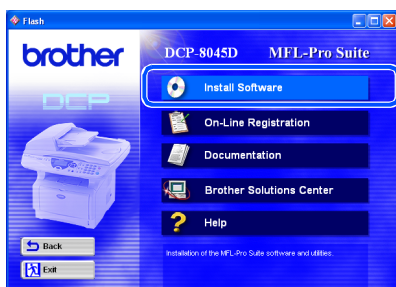 Flash
brother
DCP-8045D MFL-Pro Suite
DCP
Install Software
On-Line Registration
Documentation
Brother Solutions Center
Help
Back
Exit
Installation of the MFL-Pro Suite software and utilities.